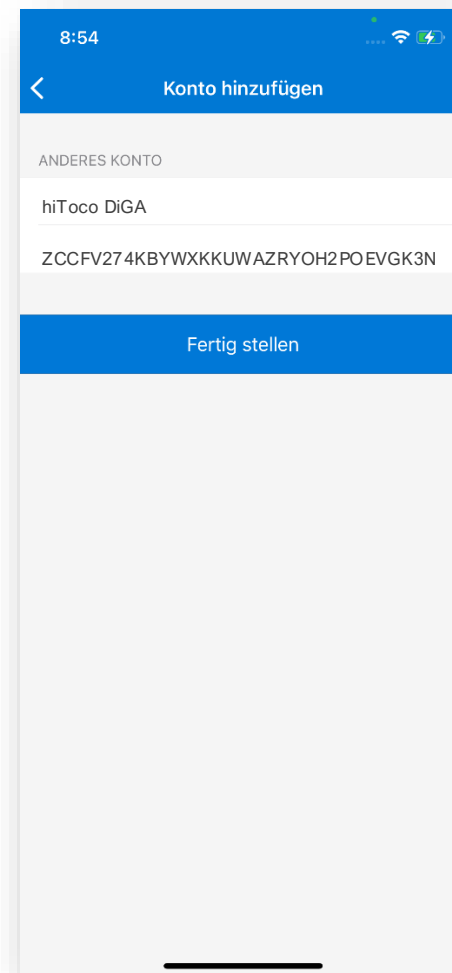 8:54
Konto hinzufügen
ANDERES KONTO
hiToco DiGA
ZCCFV274KBYWXKKUWAZRYOH2POEVGK3N
Fertig stellen